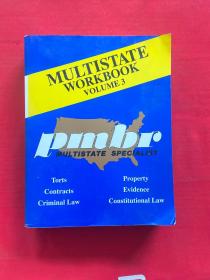 MULTISTATE
WORKBOOK
VOLUME 3
pmbr
MULTISTATE SPECIALIST
Torts
Property
Contracts
Evidence
Criminal Law
Constitutional Law